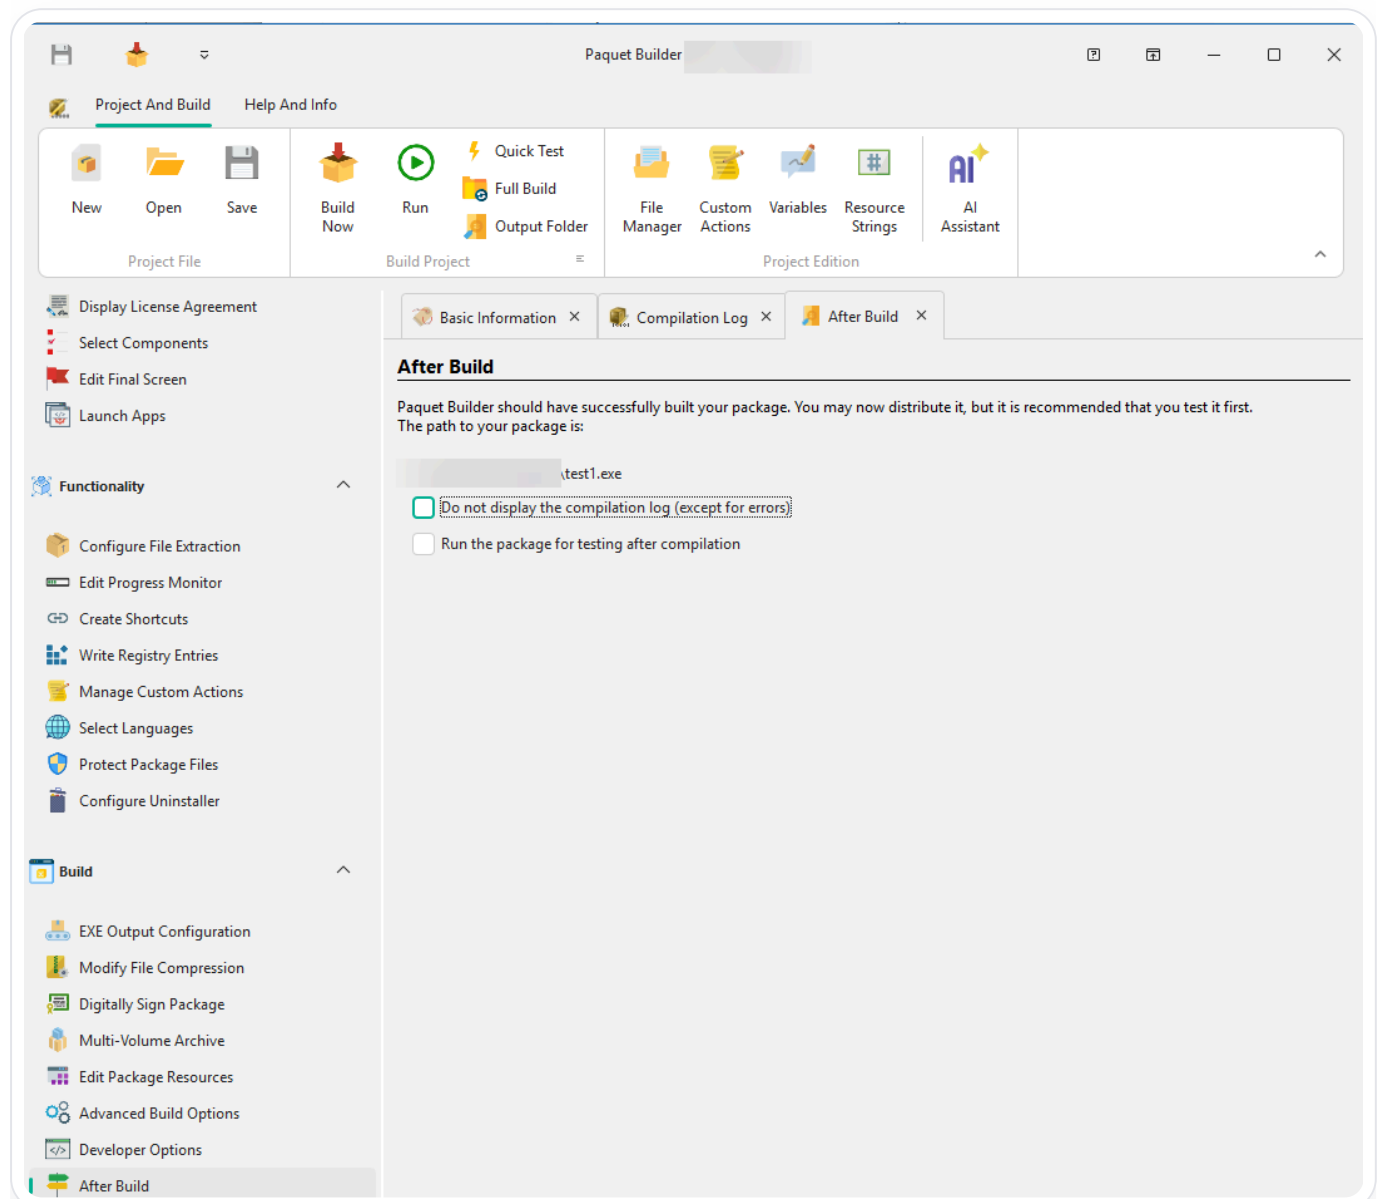 Paquet Builder
Project And Build
Help And Info
New
Open
Save
Project File
Build Now
Run
Quick Test
Full Build
Output Folder
Build Project
File Manager
Custom Actions
Variables
Resource Strings
AI Assistant
Project Edition
Display License Agreement
Select Components
Edit Final Screen
Launch Apps
Functionality
Configure File Extraction
Edit Progress Monitor
Create Shortcuts
Write Registry Entries
Manage Custom Actions
Select Languages
Protect Package Files
Configure Uninstaller
Build
EXE Output Configuration
Modify File Compression
Digitally Sign Package
Multi-Volume Archive
Edit Package Resources
Advanced Build Options
Developer Options
After Build
Basic Information
Compilation Log
After Build
After Build
Paquet Builder should have successfully built your package. You may now distribute it, but it is recommended that you test it first.
The path to your package is:
\test1.exe
Do not display the compilation log (except for errors)
Run the package for testing after compilation